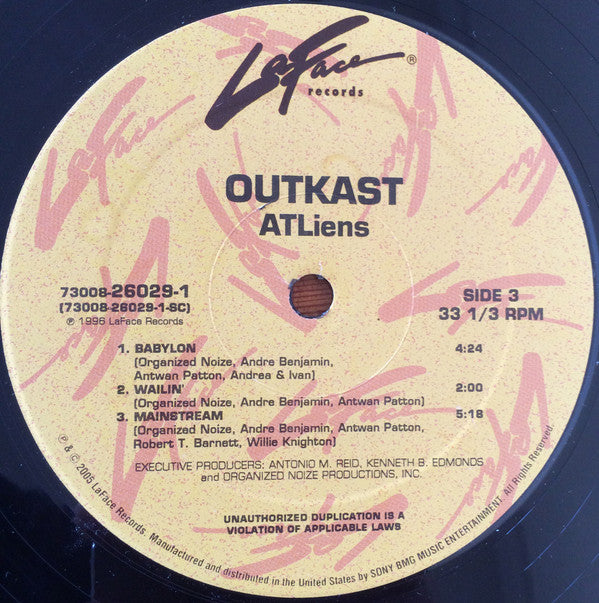 LaFace®
records
OUTKAST
ATLiens
73008-26029-1
(73008-26029-1-SC)
℗ 1996 LaFace Records
SIDE 3
33 1/3 RPM
1. BABYLON 4:24
(Organized Noize, Andre Benjamin,
Antwan Patton, Andrea & Ivan)
2. WAILIN' 2:00
(Organized Noize, Andre Benjamin, Antwan Patton)
3. MAINSTREAM 5:18
(Organized Noize, Andre Benjamin, Antwan Patton,
Robert T. Barnett, Willie Knighton)
EXECUTIVE PRODUCERS: ANTONIO M. REID, KENNETH B. EDMONDS
and ORGANIZED NOIZE PRODUCTIONS, INC.
UNAUTHORIZED DUPLICATION IS A
VIOLATION OF APPLICABLE LAWS
℗ & © 2005 LaFace Records. Manufactured and distributed in the United States by SONY BMG MUSIC ENTERTAINMENT. All Rights Reserved.